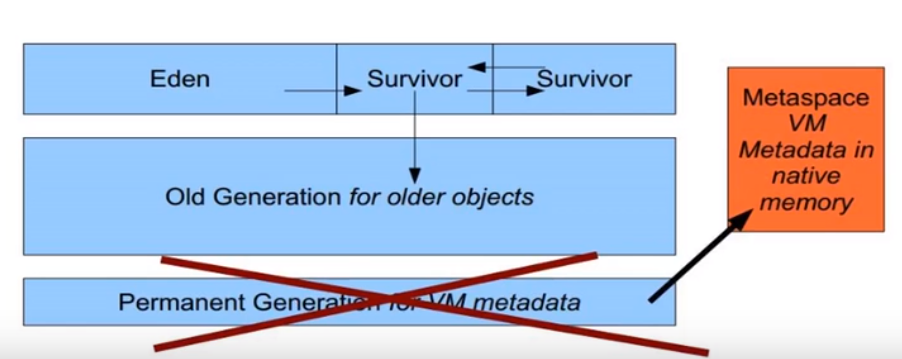 Eden
Survivor
Survivor
Metaspace
VM
Metadata in
native
memory
Old Generation for older objects
Permanent Generation for VM metadata